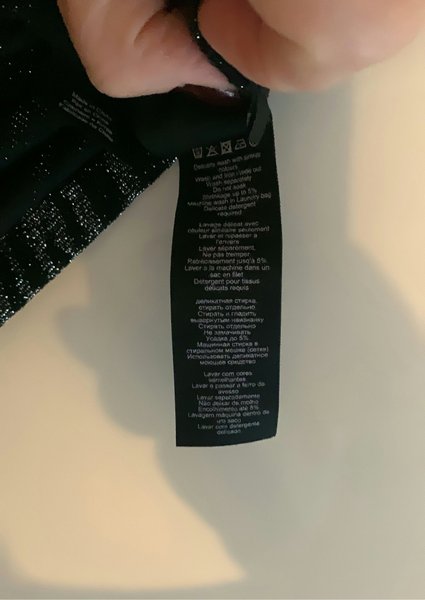 Made in China
Delicate wash with similar
colours
Wash and iron inside out
Wash separately
Do not soak
Shrinkage up to 5%
Machine wash in Laundry bag
Delicate detergent
required
Lavage délicat avec
couleur similaire seulement
Laver et repasser à
l'envers
Laver séparément.
Ne pas tremper.
Rétrécissement jusqu'à 5%
Laver à la machine dans un
sac en filet
Détergent pour tissus
délicats requis
деликатная стирка,
стирать отдельно,
Стирать и гладить
вывернутым наизнанку
Стирать отдельно
Не замачивать
Усадка до 5%
Машинная стирка в
стиральном мешке (сетке)
Использовать деликатное
моющее средство
Lavar com cores
semelhantes.
Lavar e passar a ferro do
avesso
Lavar separadamente
Não deixar de molho
Encolhimento até 5%
Lavagem máquina dentro de
um saco
Lavar com detergente
delicado.